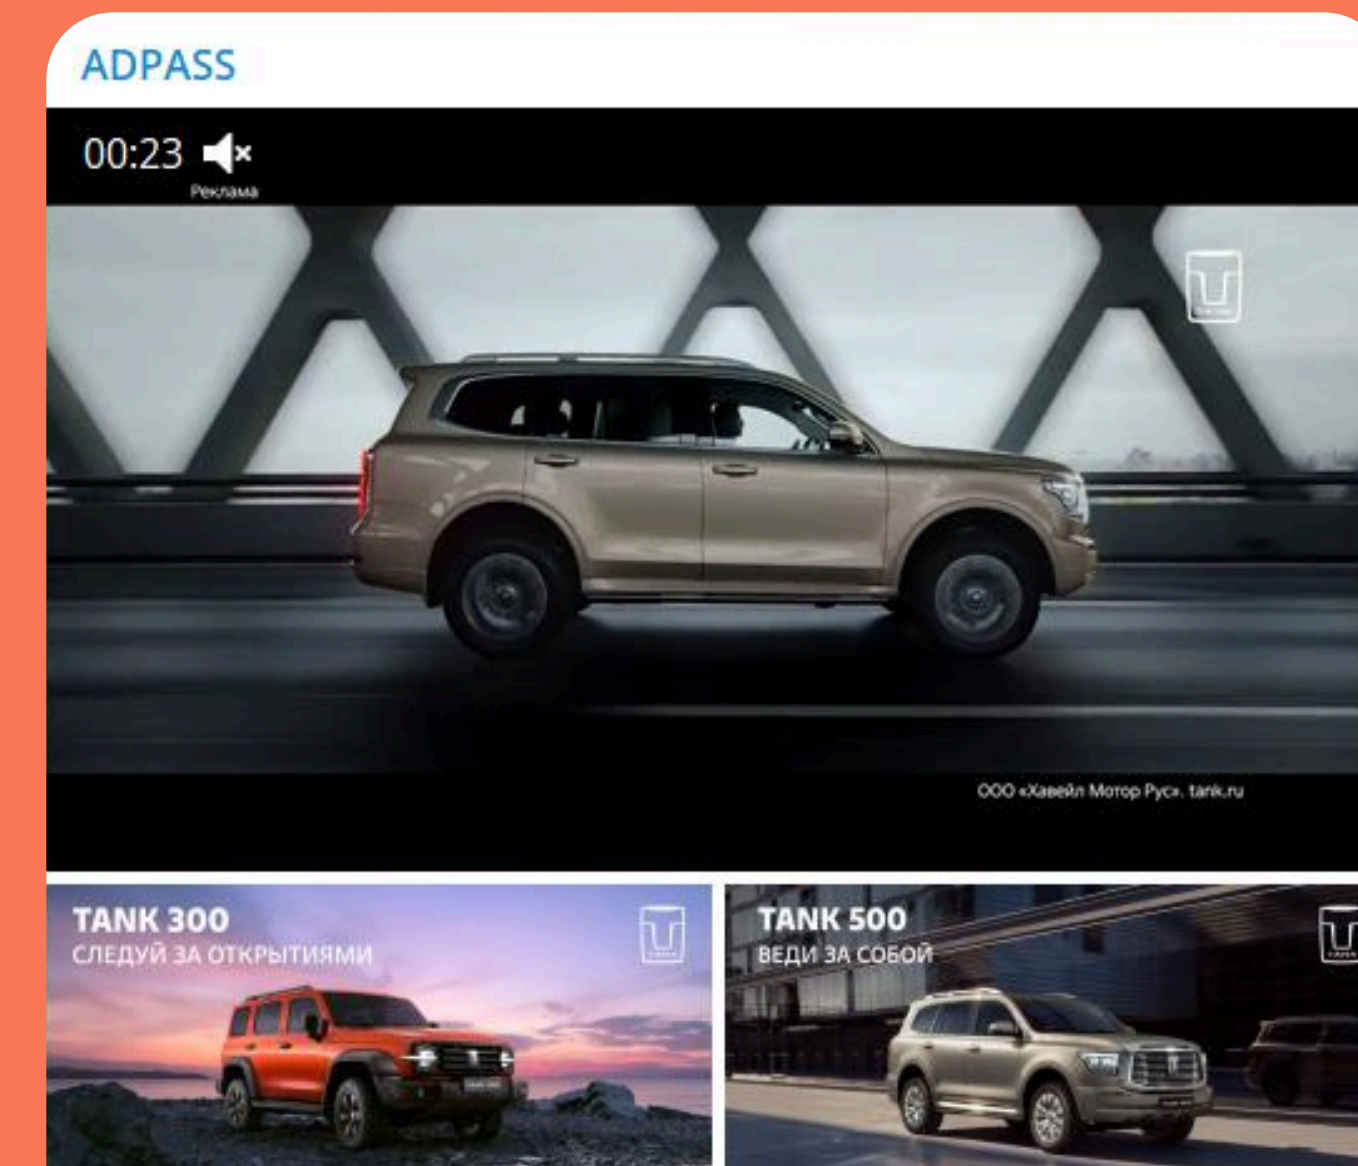 ADPASS
00:23
Реклама
ООО «Хавейл Мотор Рус». tank.ru
TANK 300
СЛЕДУЙ ЗА ОТКРЫТИЯМИ
TANK 500
ВЕДИ ЗА СОБОЙ